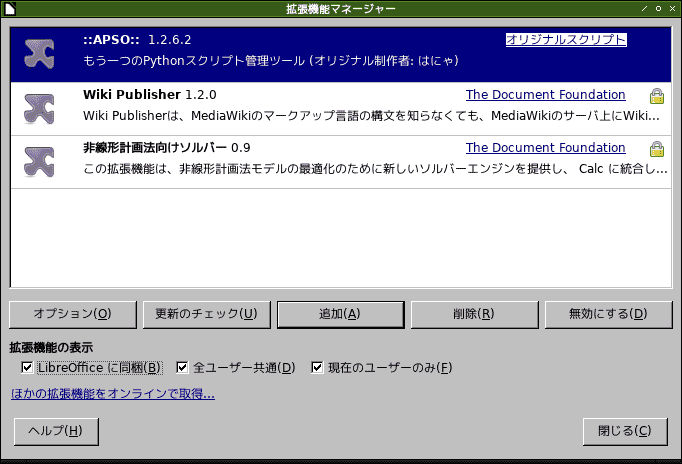 拡張機能マネージャー
::APSO:: 1.2.6.2 オリジナルスクリプト
もう一つのPythonスクリプト管理ツール (オリジナル制作者: はにゃ)
Wiki Publisher 1.2.0 The Document Foundation
Wiki Publisherは、MediaWikiのマークアップ言語の構文を知らなくても、MediaWikiのサーバ上にWiki...
非線形計画法向けソルバー 0.9 The Document Foundation
この拡張機能は、非線形計画法モデルの最適化のために新しいソルバーエンジンを提供し、 Calc に統合し...
オプション(O) 更新のチェック(U) 追加(A) 削除(R) 無効にする(D)
拡張機能の表示
LibreOffice に同梱(B) 全ユーザー共通(D) 現在のユーザーのみ(F)
ほかの拡張機能をオンラインで取得...
ヘルプ(H) 閉じる(C)